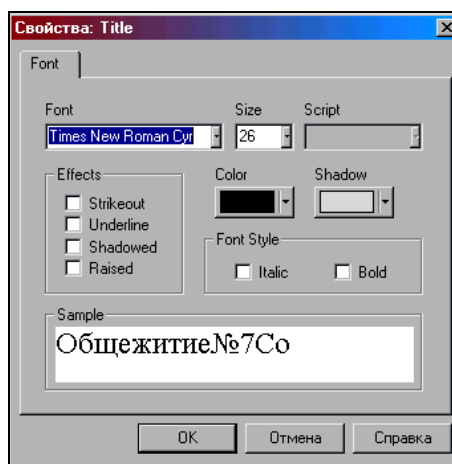 Свойства: Title
Font
Font Size Script
Times New Roman Cyr 26
Effects Color Shadow
Strikeout
Underline
Shadowed
Raised
Font Style
Italic Bold
Sample
Общежитие№7Со
OK Отмена Справка